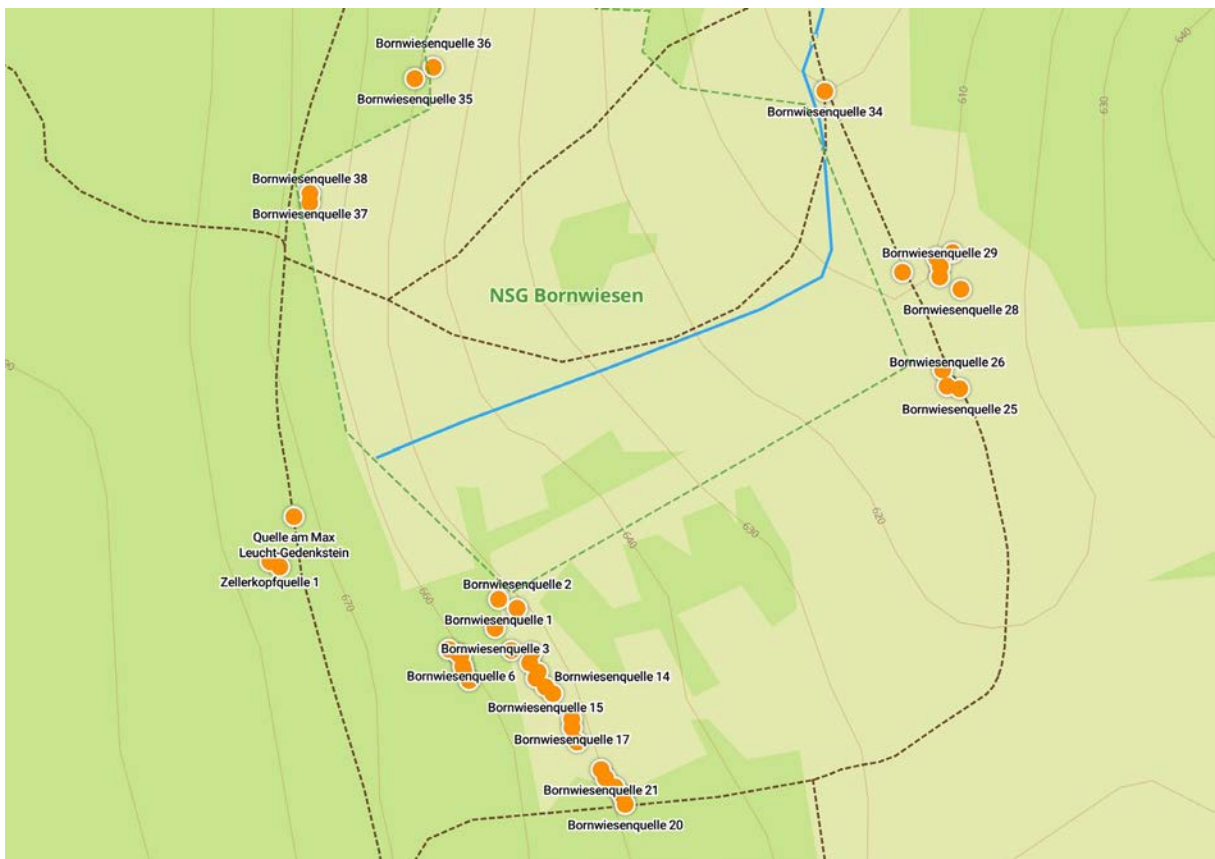 Bornwiesenquelle 36
640
Bornwiesenquelle 35
610
630
Bornwiesenquelle 34
Bornwiesenquelle 38
Bornwiesenquelle 37
Bornwiesenquelle 29
NSG Bornwiesen
Bornwiesenquelle 28
Bornwiesenquelle 26
Bornwiesenquelle 25
620
630
Quelle am Max
Leucht-Gedenkstein
640
Zellerkopfquelle 1
Bornwiesenquelle 2
660
670
Bornwiesenquelle 1
Bornwiesenquelle 3
Bornwiesenquelle 6
Bornwiesenquelle 14
Bornwiesenquelle 15
Bornwiesenquelle 17
Bornwiesenquelle 21
Bornwiesenquelle 20